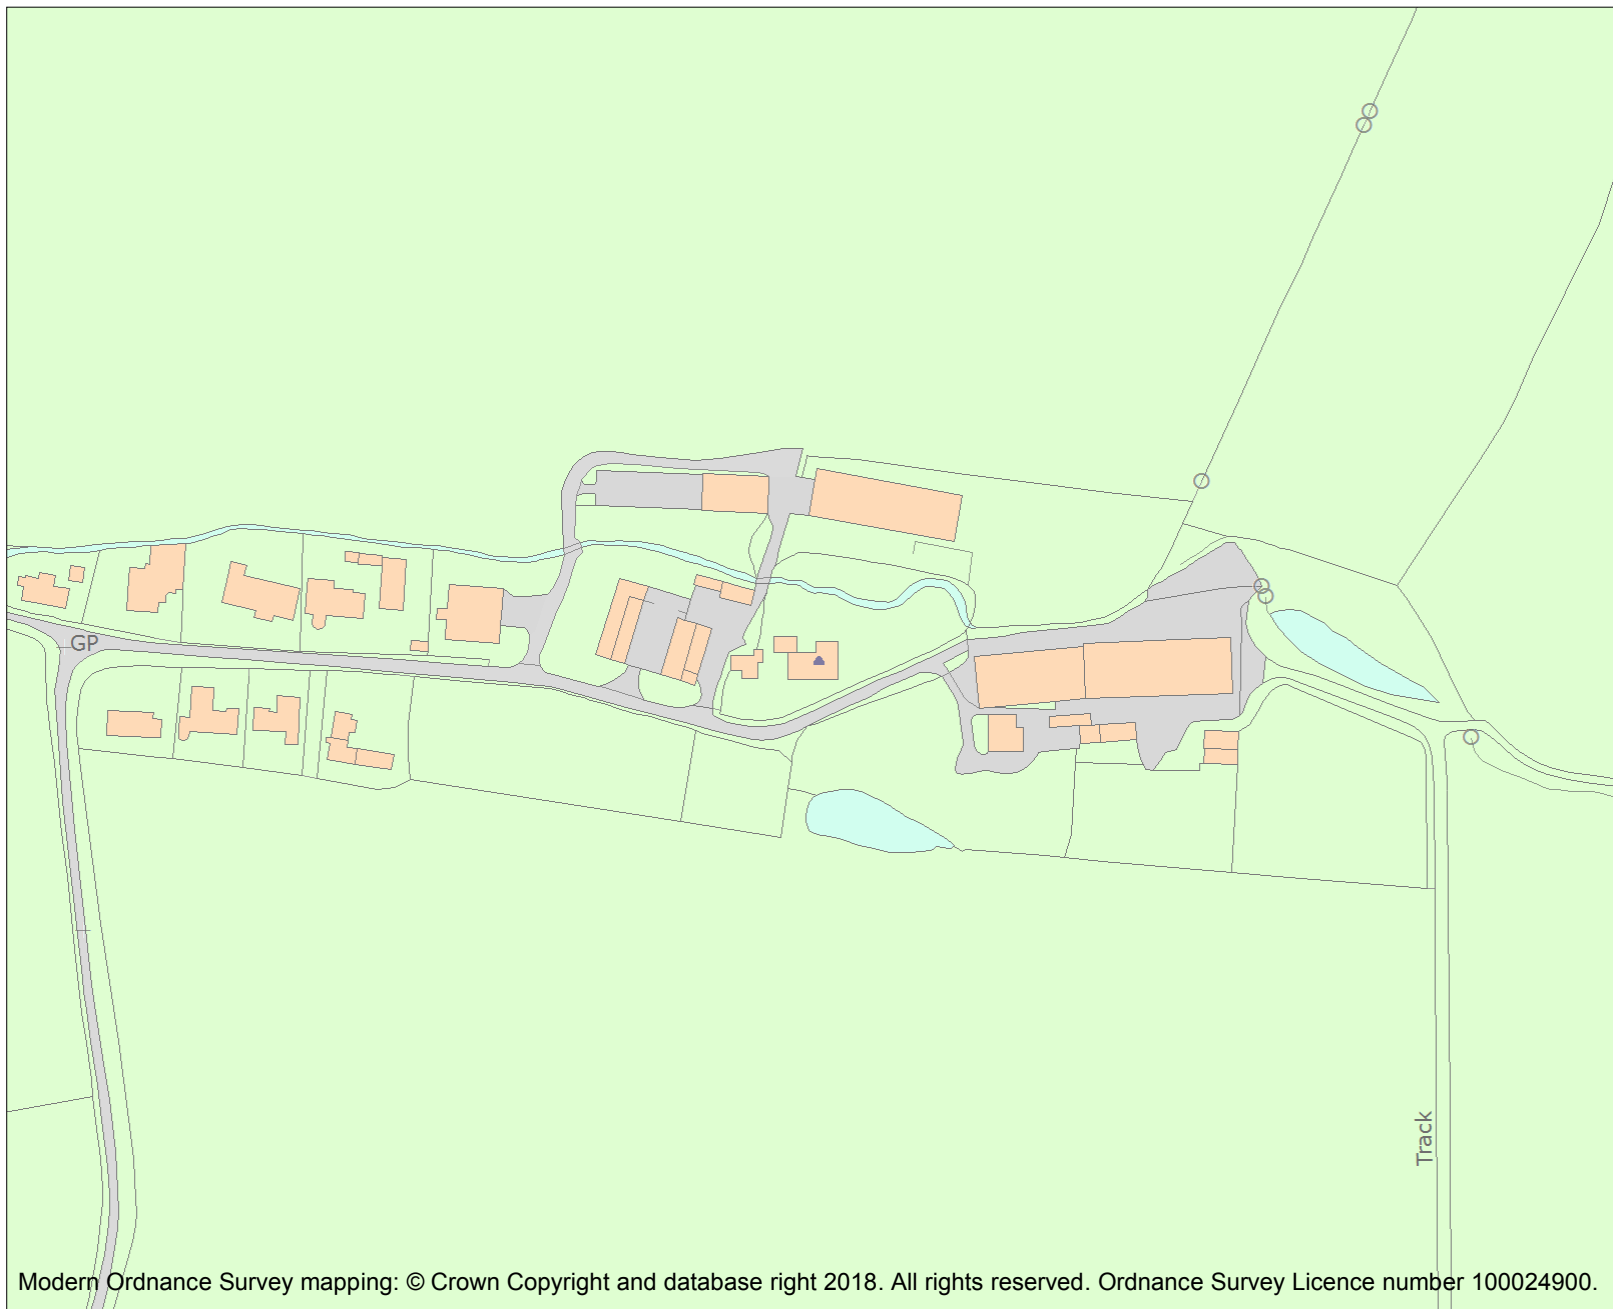 GP
Track
Modern Ordnance Survey mapping: © Crown Copyright and database right 2018. All rights reserved. Ordnance Survey Licence number 100024900.